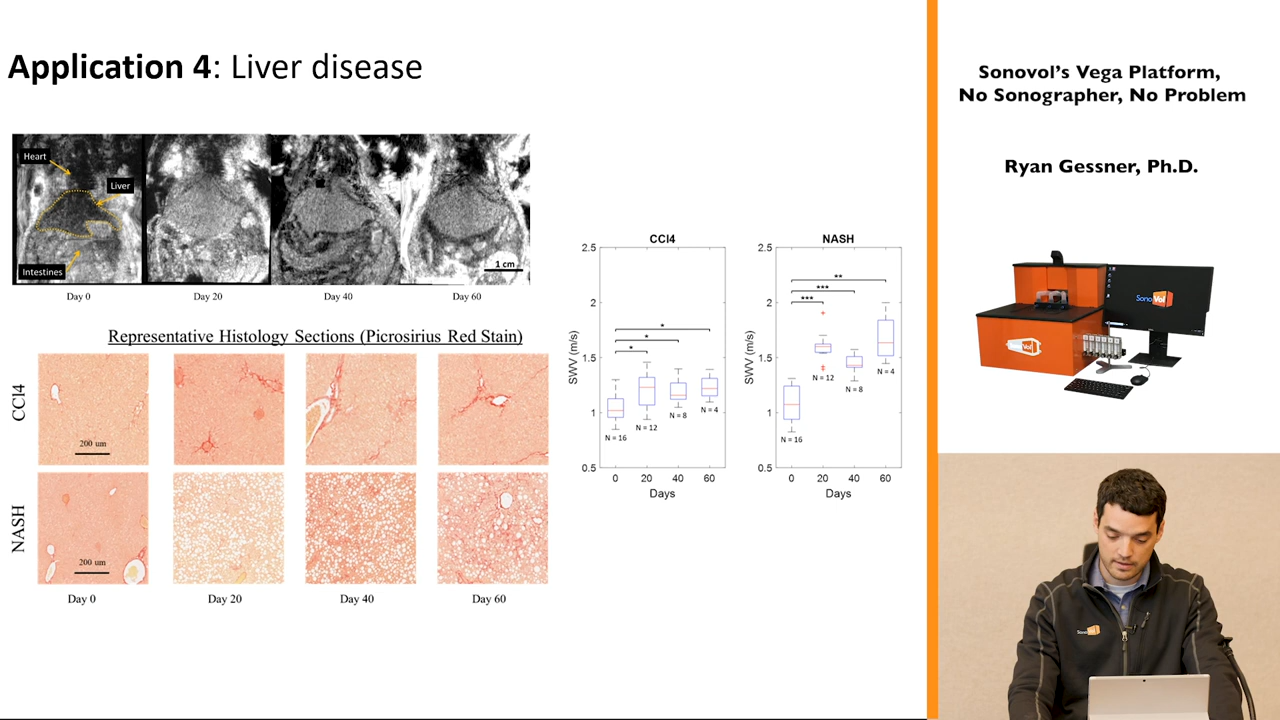 Application 4: Liver disease
Heart
Liver
Intestines
1 cm
Day 0
Day 20
Day 40
Day 60
Representative Histology Sections (Picrosirius Red Stain)
CCl4
200 um
NASH
200 um
Day 0
Day 20
Day 40
Day 60
CCl4
2.5
2
1.5
1
0.5
SWV (m/s)
*
*
*
N = 16
N = 12
N = 8
N = 4
0
20
40
60
Days
NASH
2.5
2
1.5
1
0.5
SWV (m/s)
**
***
***
N = 16
N = 12
N = 8
N = 4
0
20
40
60
Days
Sonovol's Vega Platform,
No Sonographer, No Problem
Ryan Gessner, Ph.D.
SonoVol
SonoVol
SonoVol